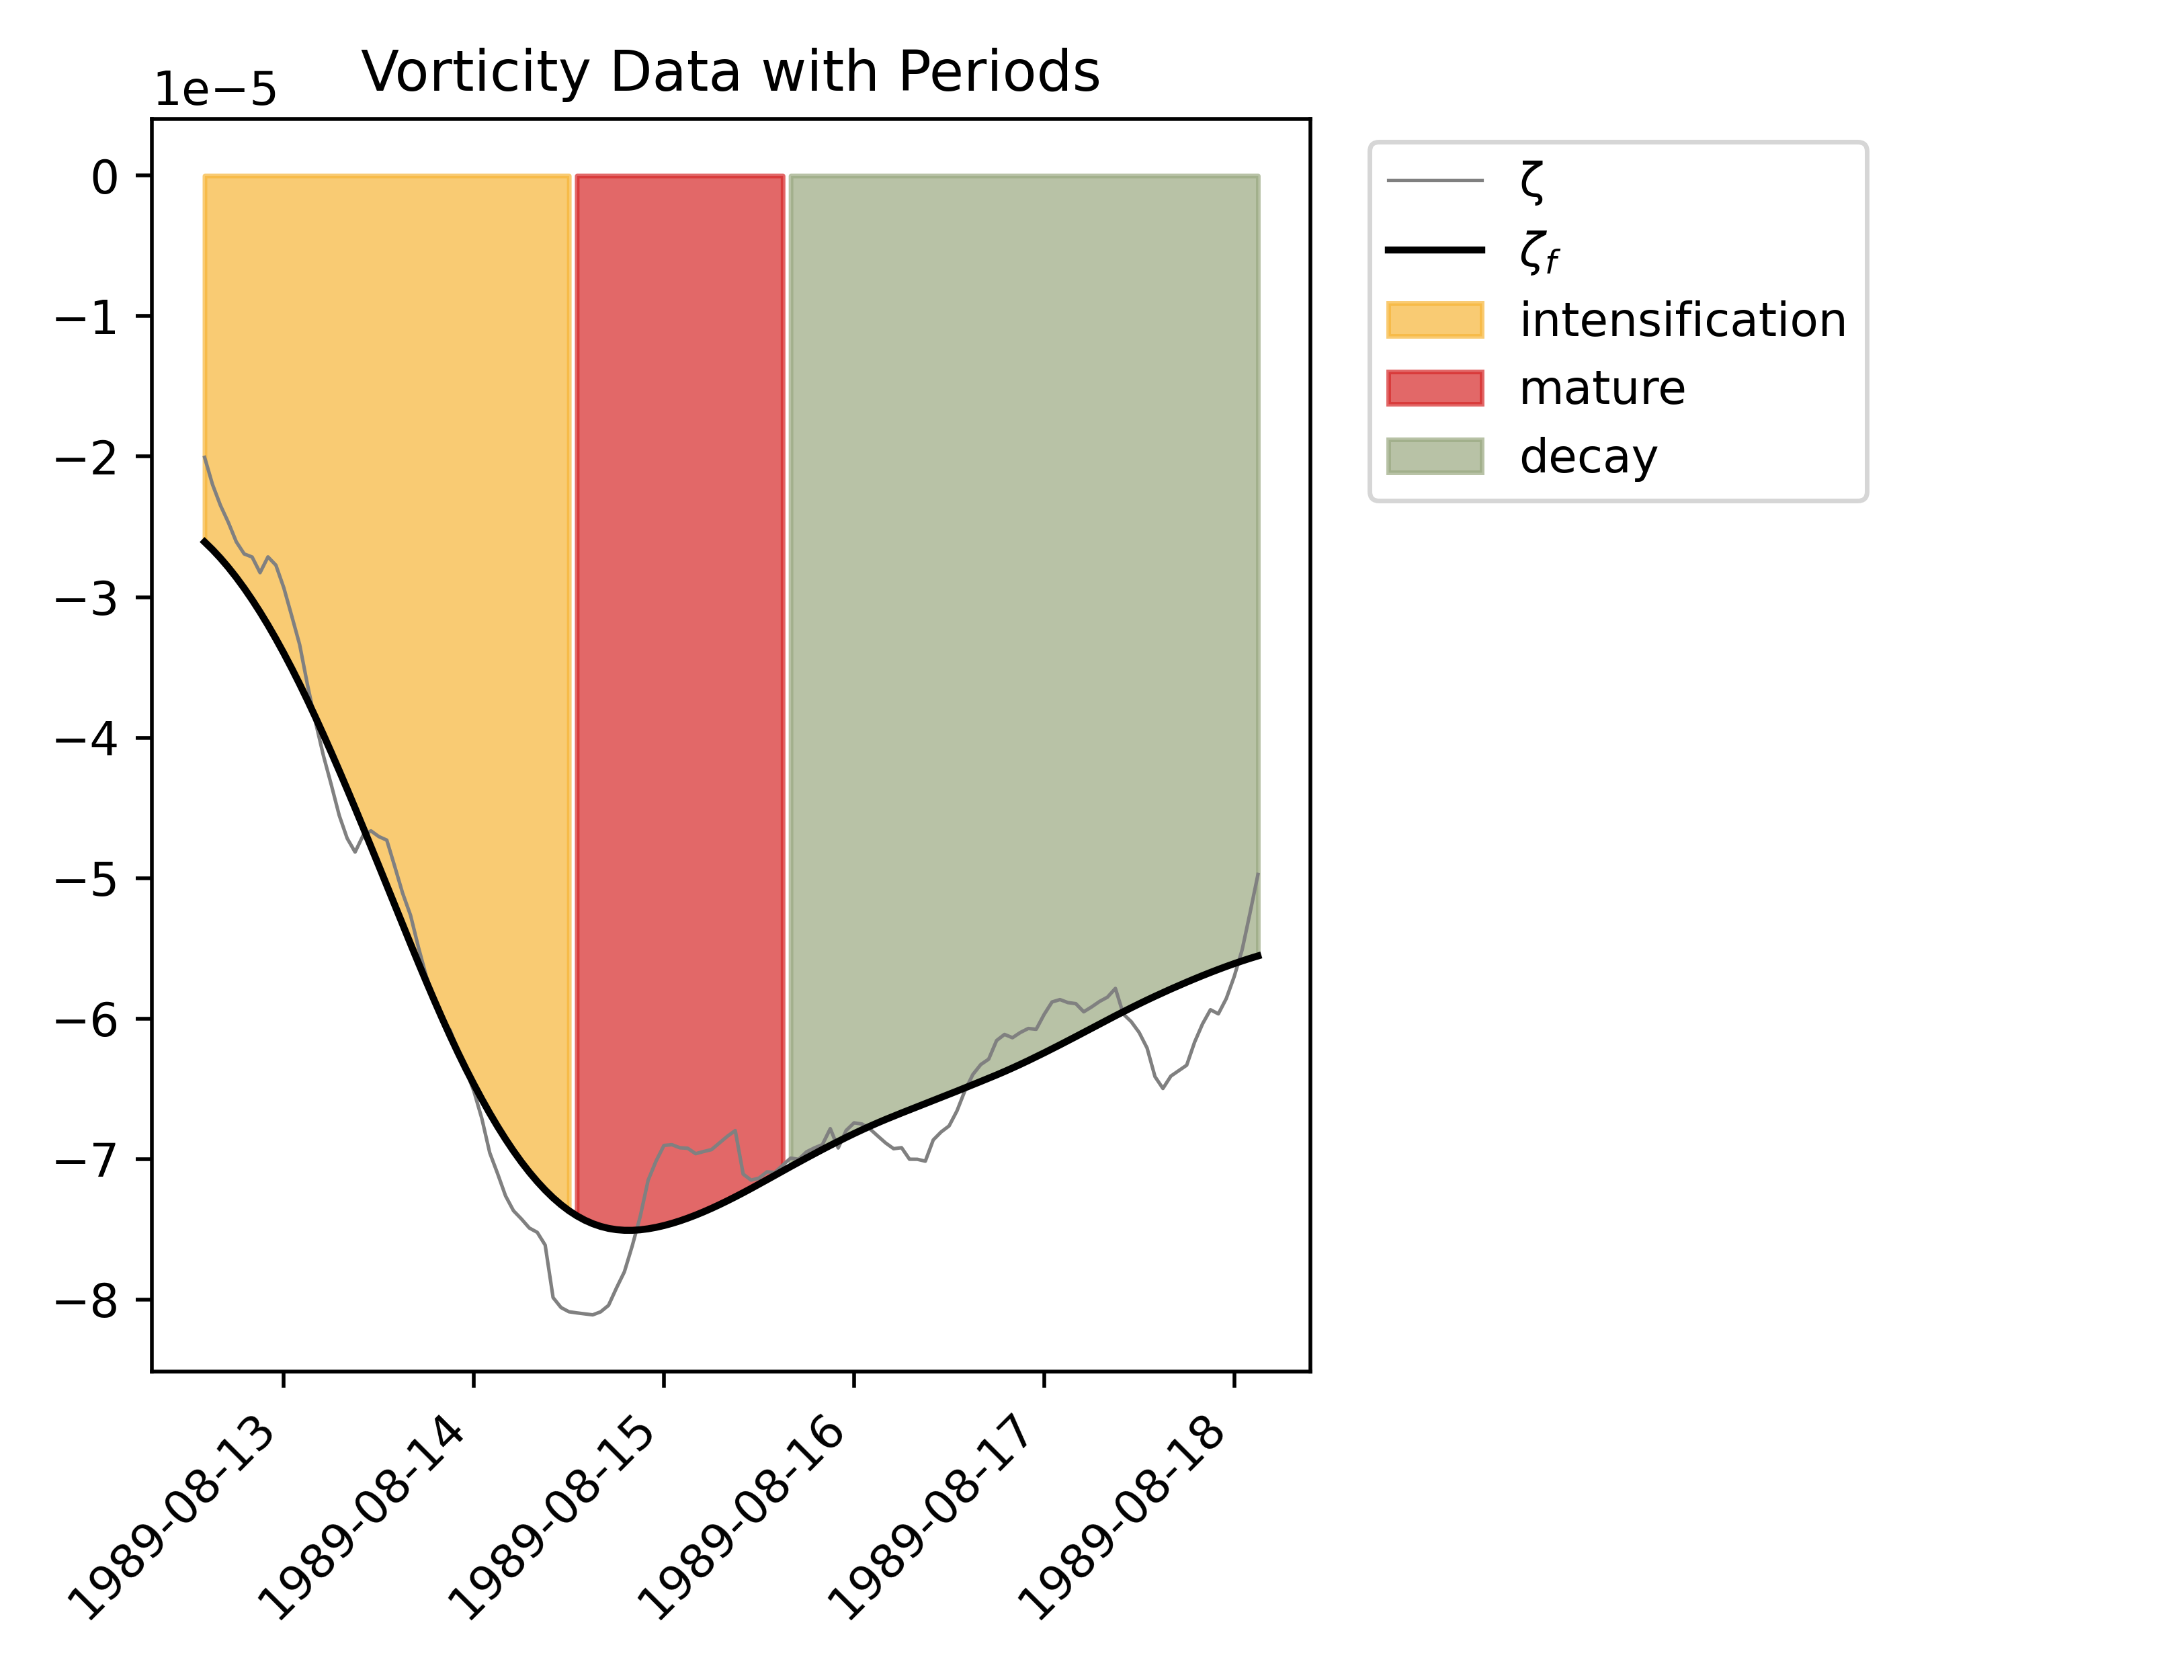 Vorticity Data with Periods
1e−5
0
−1
−2
−3
−4
−5
−6
−7
−8
1989-08-13
1989-08-14
1989-08-15
1989-08-16
1989-08-17
1989-08-18
ζ
ζf
intensification
mature
decay